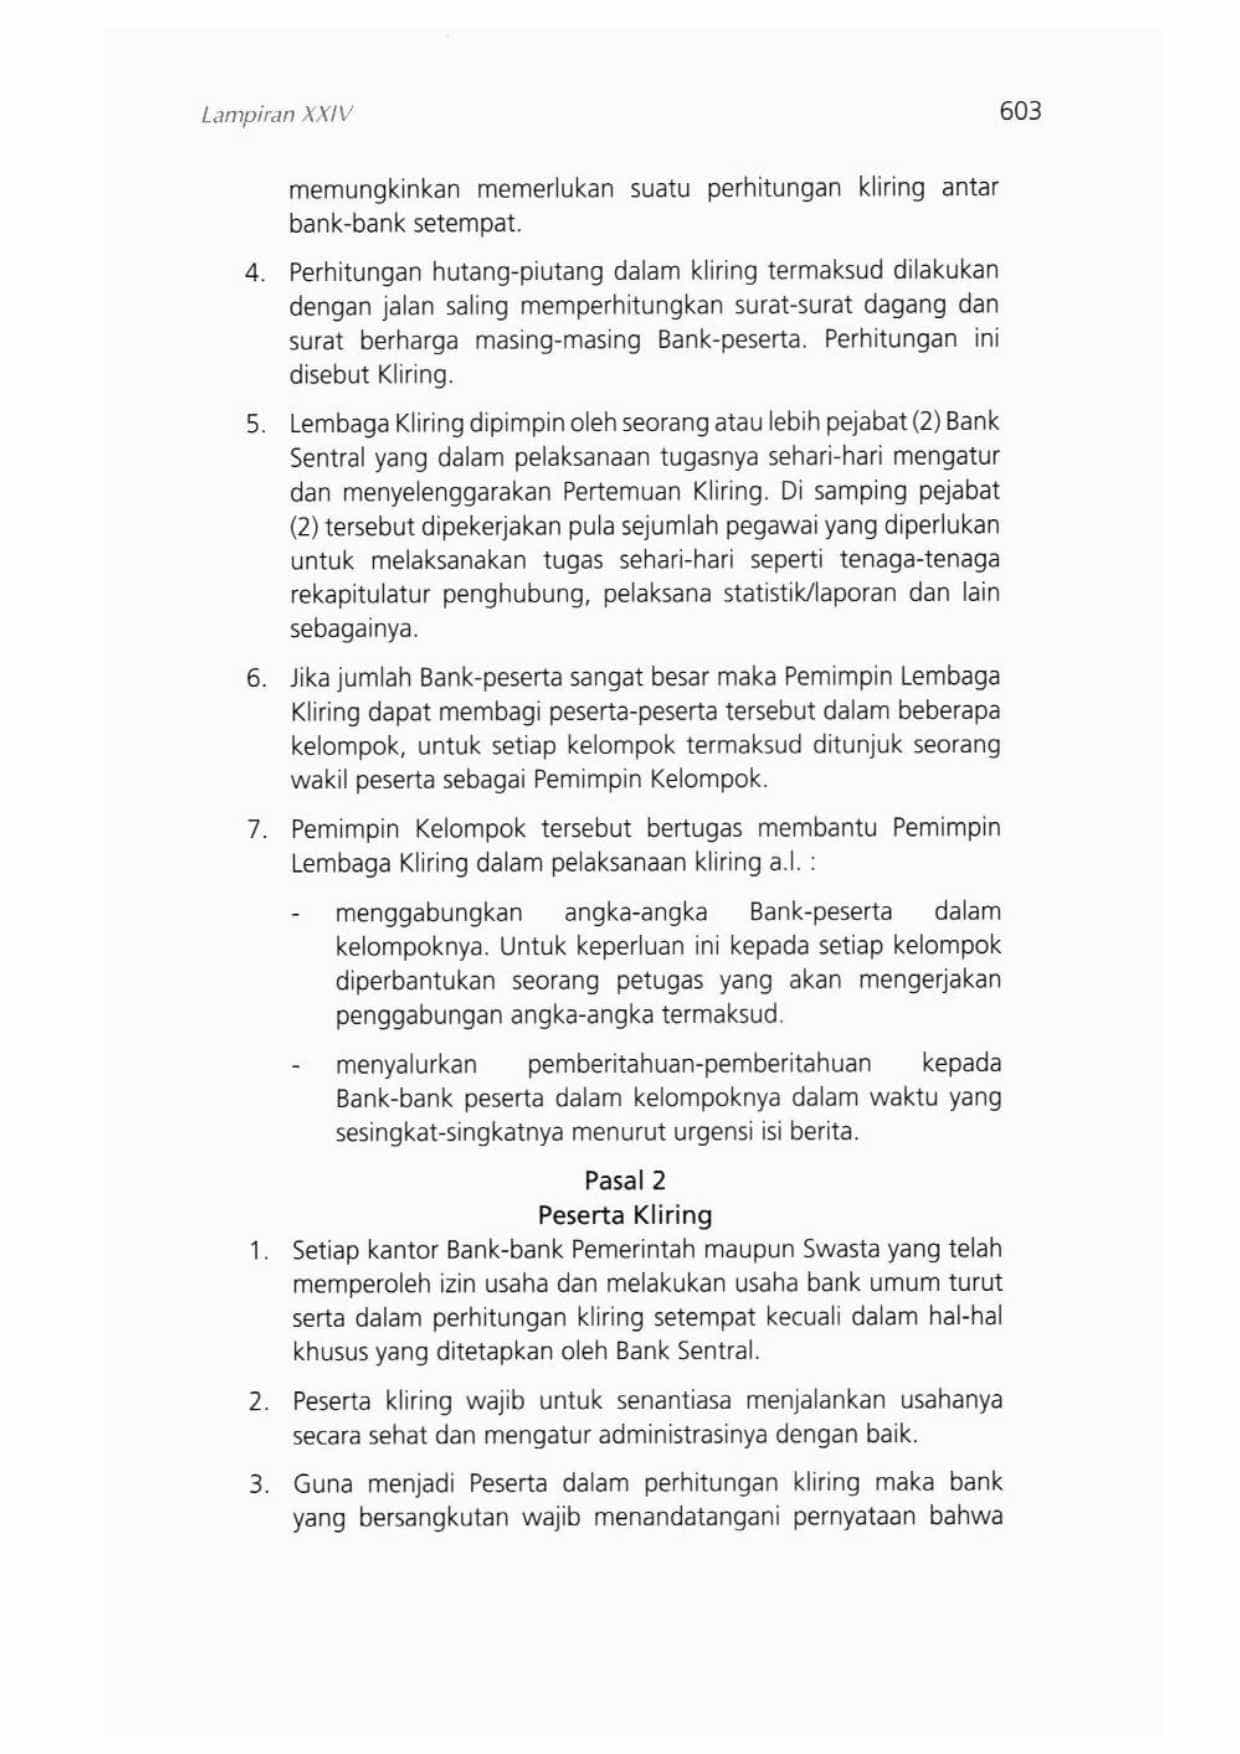 Lampiran XXIV
603
memungkinkan memerlukan suatu perhitungan kliring antar
bank-bank setempat.
4. Perhitungan hutang-piutang dalam kliring termaksud dilakukan
dengan jalan saling memperhitungkan surat-surat dagang dan
surat berharga masing-masing Bank-peserta. Perhitungan ini
disebut Kliring.
5. Lembaga Kliring dipimpin oleh seorang atau lebih pejabat (2) Bank
Sentral yang dalam pelaksanaan tugasnya sehari-hari mengatur
dan menyelenggarakan Pertemuan Kliring. Di samping pejabat
(2) tersebut dipekerjakan pula sejumlah pegawai yang diperlukan
untuk melaksanakan tugas sehari-hari seperti tenaga-tenaga
rekapitulatur penghubung, pelaksana statistik/laporan dan lain
sebagainya.
6. Jika jumlah Bank-peserta sangat besar maka Pemimpin Lembaga
Kliring dapat membagi peserta-peserta tersebut dalam beberapa
kelompok, untuk setiap kelompok termaksud ditunjuk seorang
wakil peserta sebagai Pemimpin Kelompok.
7. Pemimpin Kelompok tersebut bertugas membantu Pemimpin
Lembaga Kliring dalam pelaksanaan kliring a.l. :
- menggabungkan angka-angka Bank-peserta dalam
kelompoknya. Untuk keperluan ini kepada setiap kelompok
diperbantukan seorang petugas yang akan mengerjakan
penggabungan angka-angka termaksud.
- menyalurkan pemberitahuan-pemberitahuan kepada
Bank-bank peserta dalam kelompoknya dalam waktu yang
sesingkat-singkatnya menurut urgensi isi berita.
Pasal 2
Peserta Kliring
1. Setiap kantor Bank-bank Pemerintah maupun Swasta yang telah
memperoleh izin usaha dan melakukan usaha bank umum turut
serta dalam perhitungan kliring setempat kecuali dalam hal-hal
khusus yang ditetapkan oleh Bank Sentral.
2. Peserta kliring wajib untuk senantiasa menjalankan usahanya
secara sehat dan mengatur administrasinya dengan baik.
3. Guna menjadi Peserta dalam perhitungan kliring maka bank
yang bersangkutan wajib menandatangani pernyataan bahwa